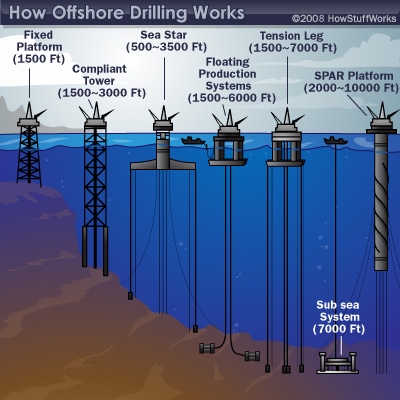 How Offshore Drilling Works
©2008 HowStuffWorks
Fixed
Platform
(1500 Ft)
Compliant
Tower
(1500~3000 Ft)
Sea Star
(500~3500 Ft)
Floating
Production
Systems
(1500~6000 Ft)
Tension Leg
(1500~7000 Ft)
SPAR Platform
(2000~10000 Ft)
Sub sea
System
(7000 Ft)